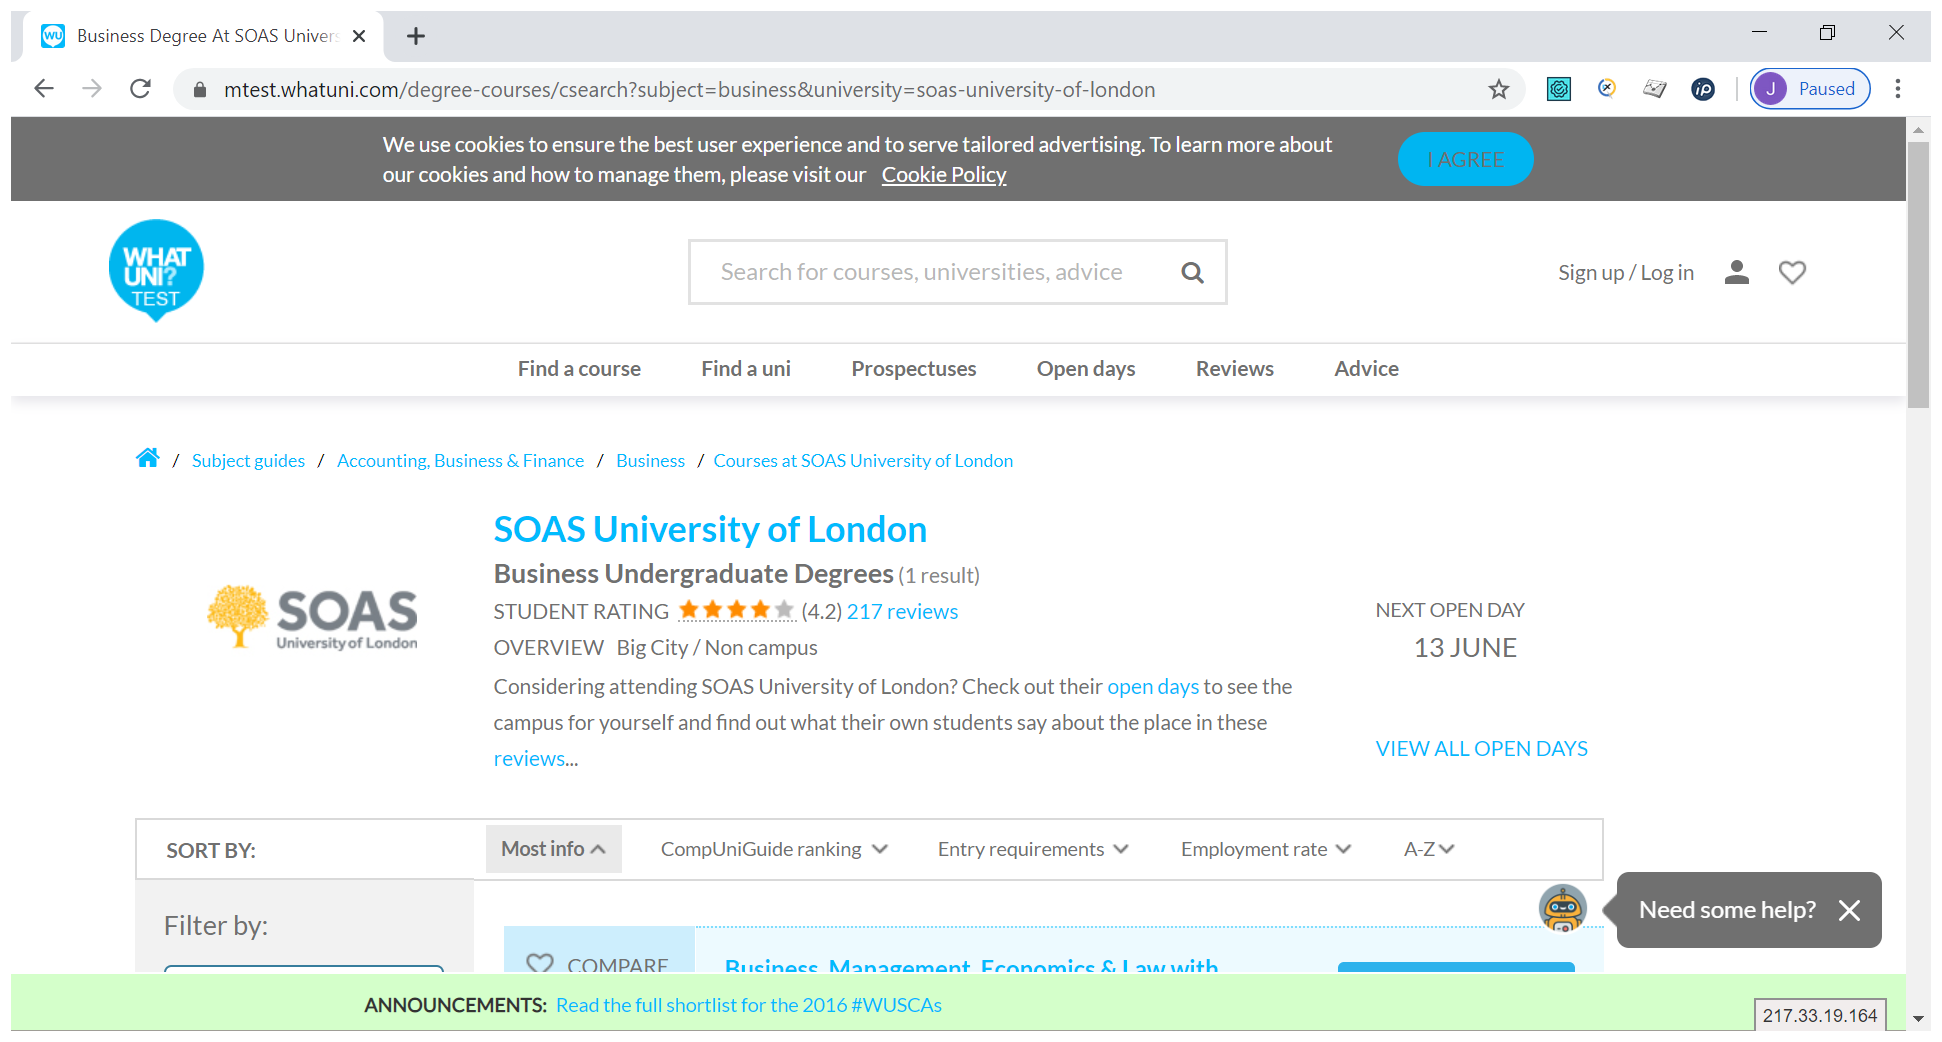 Business Degree At SOAS Univers
mtest.whatuni.com/degree-courses/csearch?subject=business&university=soas-university-of-london
J Paused
We use cookies to ensure the best user experience and to serve tailored advertising. To learn more about
our cookies and how to manage them, please visit our Cookie Policy
I AGREE
WHAT
UNI?
TEST
Search for courses, universities, advice
Sign up / Log in
Find a course Find a uni Prospectuses Open days Reviews Advice
/ Subject guides / Accounting, Business & Finance / Business / Courses at SOAS University of London
SOAS
University of London
SOAS University of London
Business Undergraduate Degrees (1 result)
STUDENT RATING (4.2) 217 reviews
OVERVIEW Big City / Non campus
Considering attending SOAS University of London? Check out their open days to see the
campus for yourself and find out what their own students say about the place in these
reviews...
NEXT OPEN DAY
13 JUNE
VIEW ALL OPEN DAYS
SORT BY: Most info CompUniGuide ranking Entry requirements Employment rate A-Z
Filter by:
COMPARE
Business, Management, Economics & Law with
Need some help?
ANNOUNCEMENTS: Read the full shortlist for the 2016 #WUSCAs
217.33.19.164